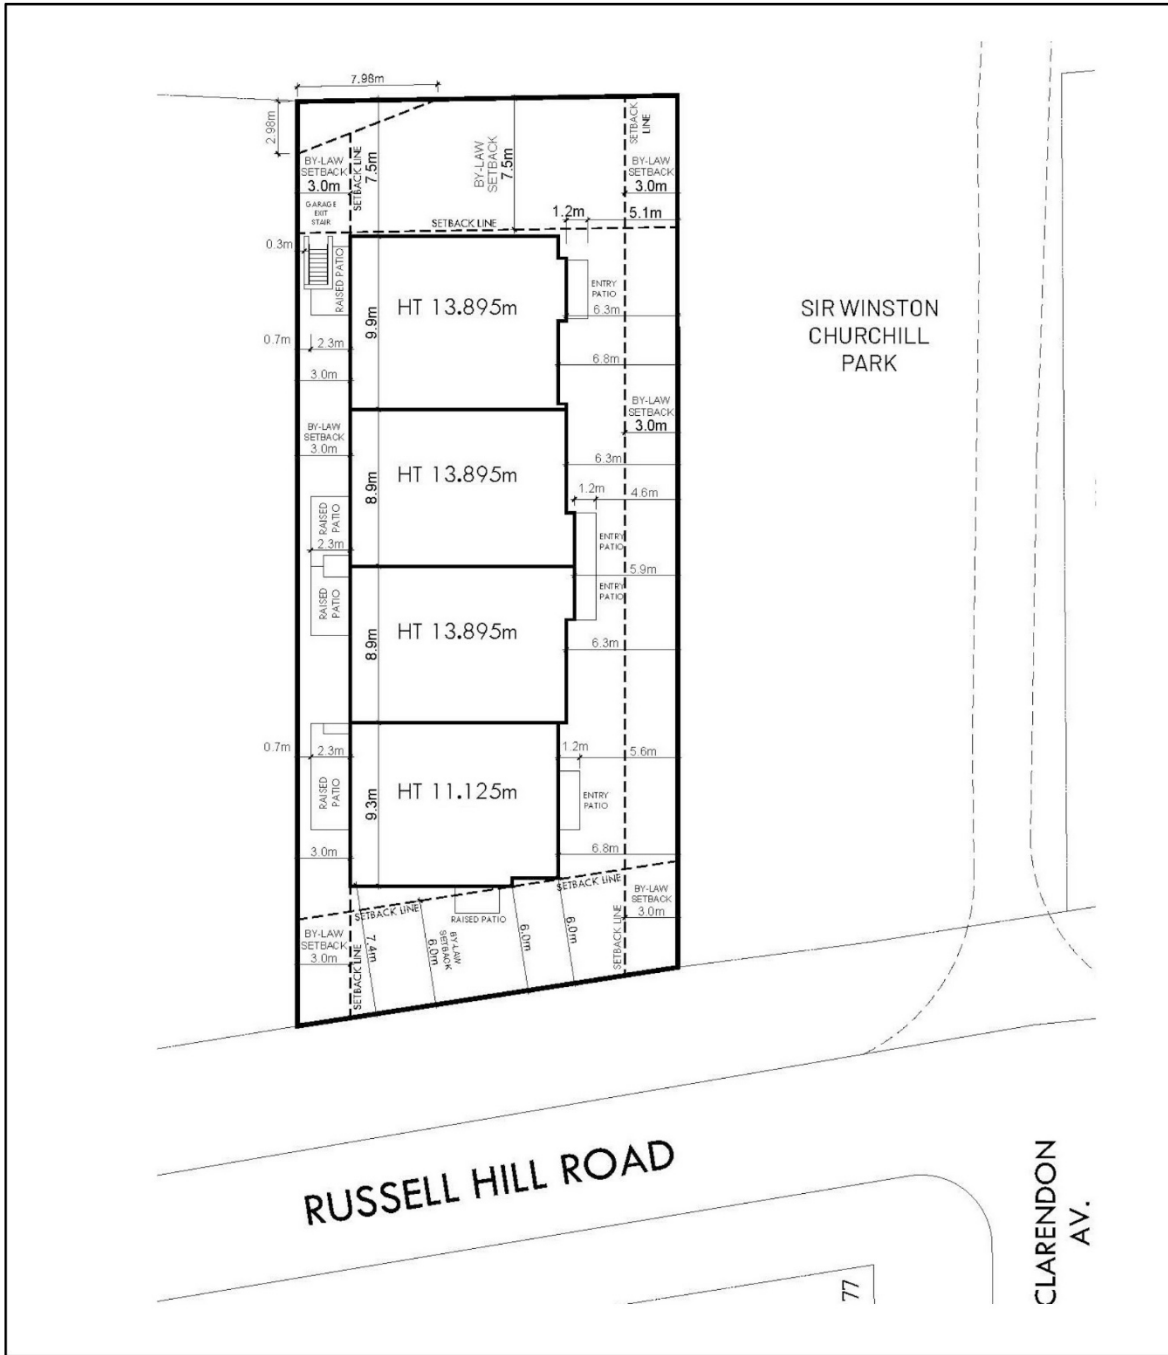 7.98m
2.98m
BY-LAW
SETBACK
3.0m
SETBACK LINE
7.5m
BY-LAW
SETBACK
7.5m
SETBACK
LINE
BY-LAW
SETBACK
3.0m
GARAGE
EXIT
STAIR
SETBACK LINE
1.2m
5.1m
0.3m
RAISED PATIO
HT 13.895m
9.9m
ENTRY
PATIO
6.3m
SIR WINSTON
CHURCHILL
PARK
0.7m
2.3m
3.0m
6.8m
BY-LAW
SETBACK
3.0m
BY-LAW
SETBACK
3.0m
6.3m
HT 13.895m
8.9m
1.2m
4.6m
RAISED
PATIO
2.3m
ENTRY
PATIO
5.9m
RAISED
PATIO
ENTRY
PATIO
HT 13.895m
8.9m
6.3m
0.7m
2.3m
1.2m
5.6m
RAISED
PATIO
HT 11.125m
9.3m
ENTRY
PATIO
3.0m
6.8m
SETBACK LINE
BY-LAW
SETBACK
3.0m
SETBACK LINE
SETBACK LINE
RAISED PATIO
BY-LAW
SETBACK
3.0m
SETBACK LINE
7.4m
6.0m
BY-LAW
SETBACK
6.0m
6.0m
RUSSELL HILL ROAD
CLARENDON
AV.
77